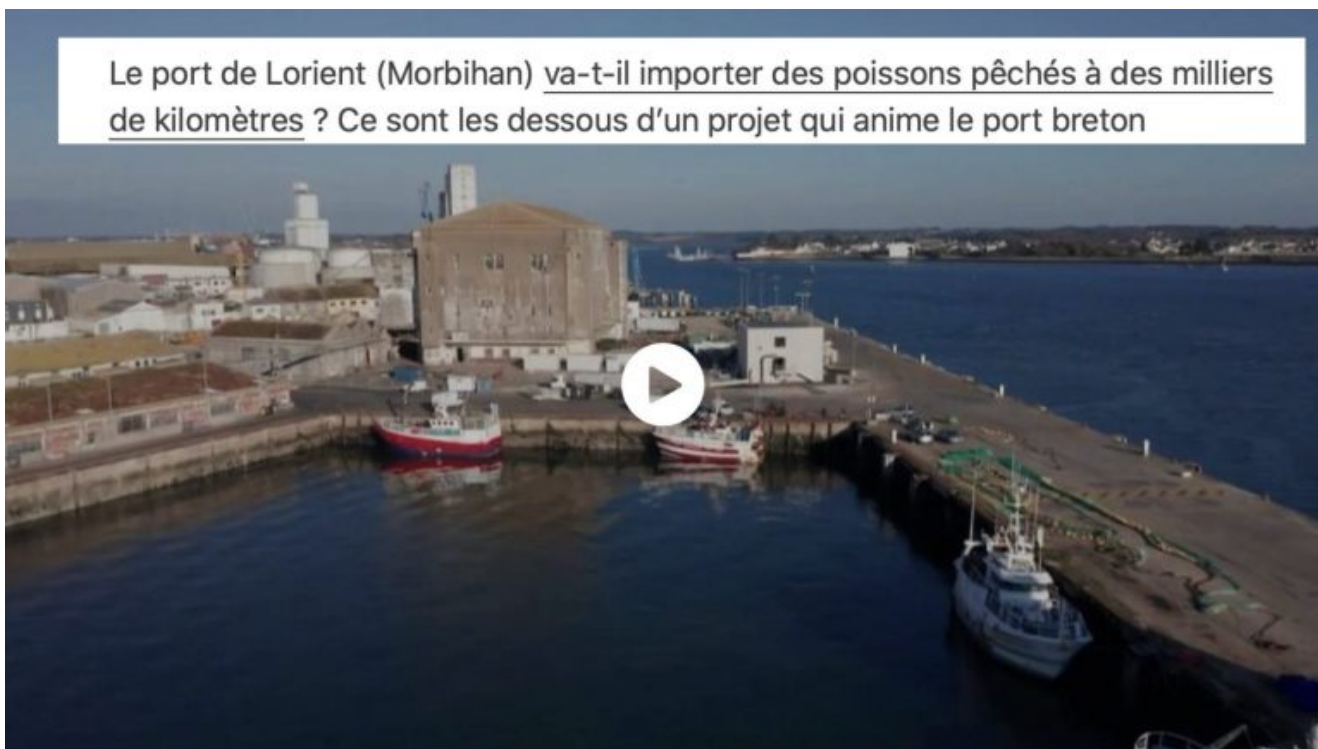 Le port de Lorient (Morbihan) va-t-il importer des poissons pêchés à des milliers
de kilomètres ? Ce sont les dessous d’un projet qui anime le port breton